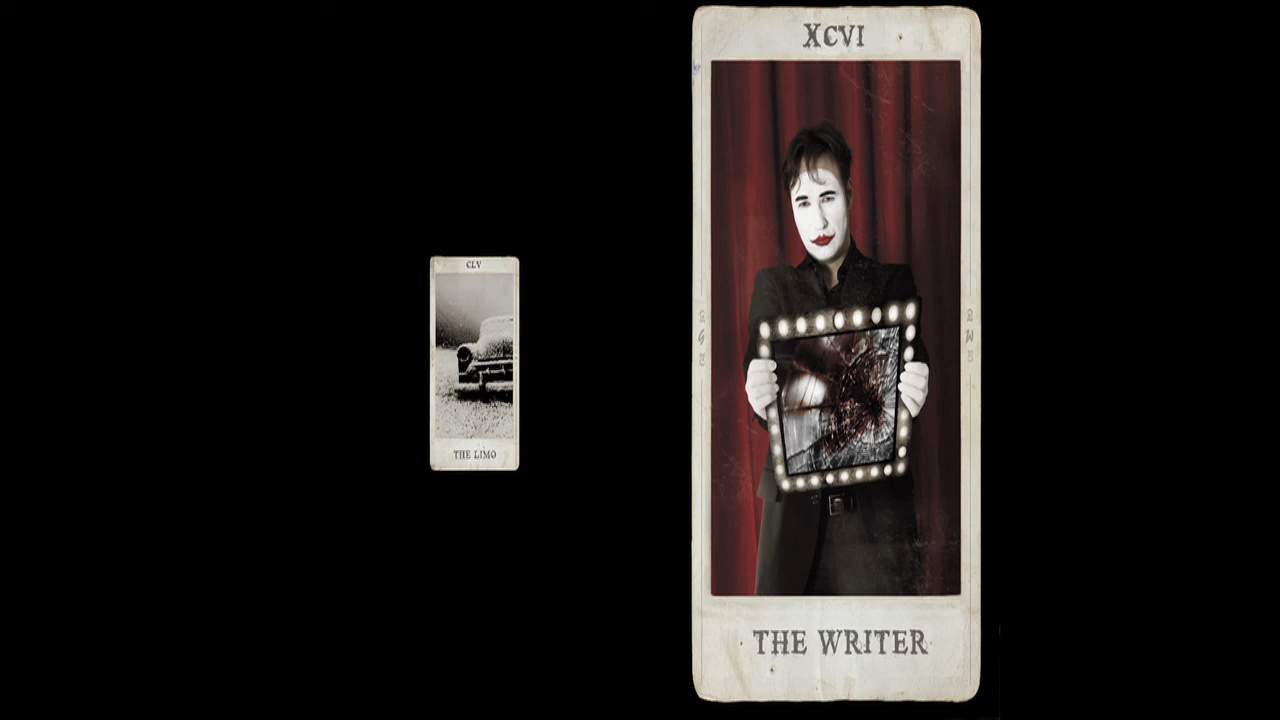 CLV
THE LIMO
XCVI
THE WRITER